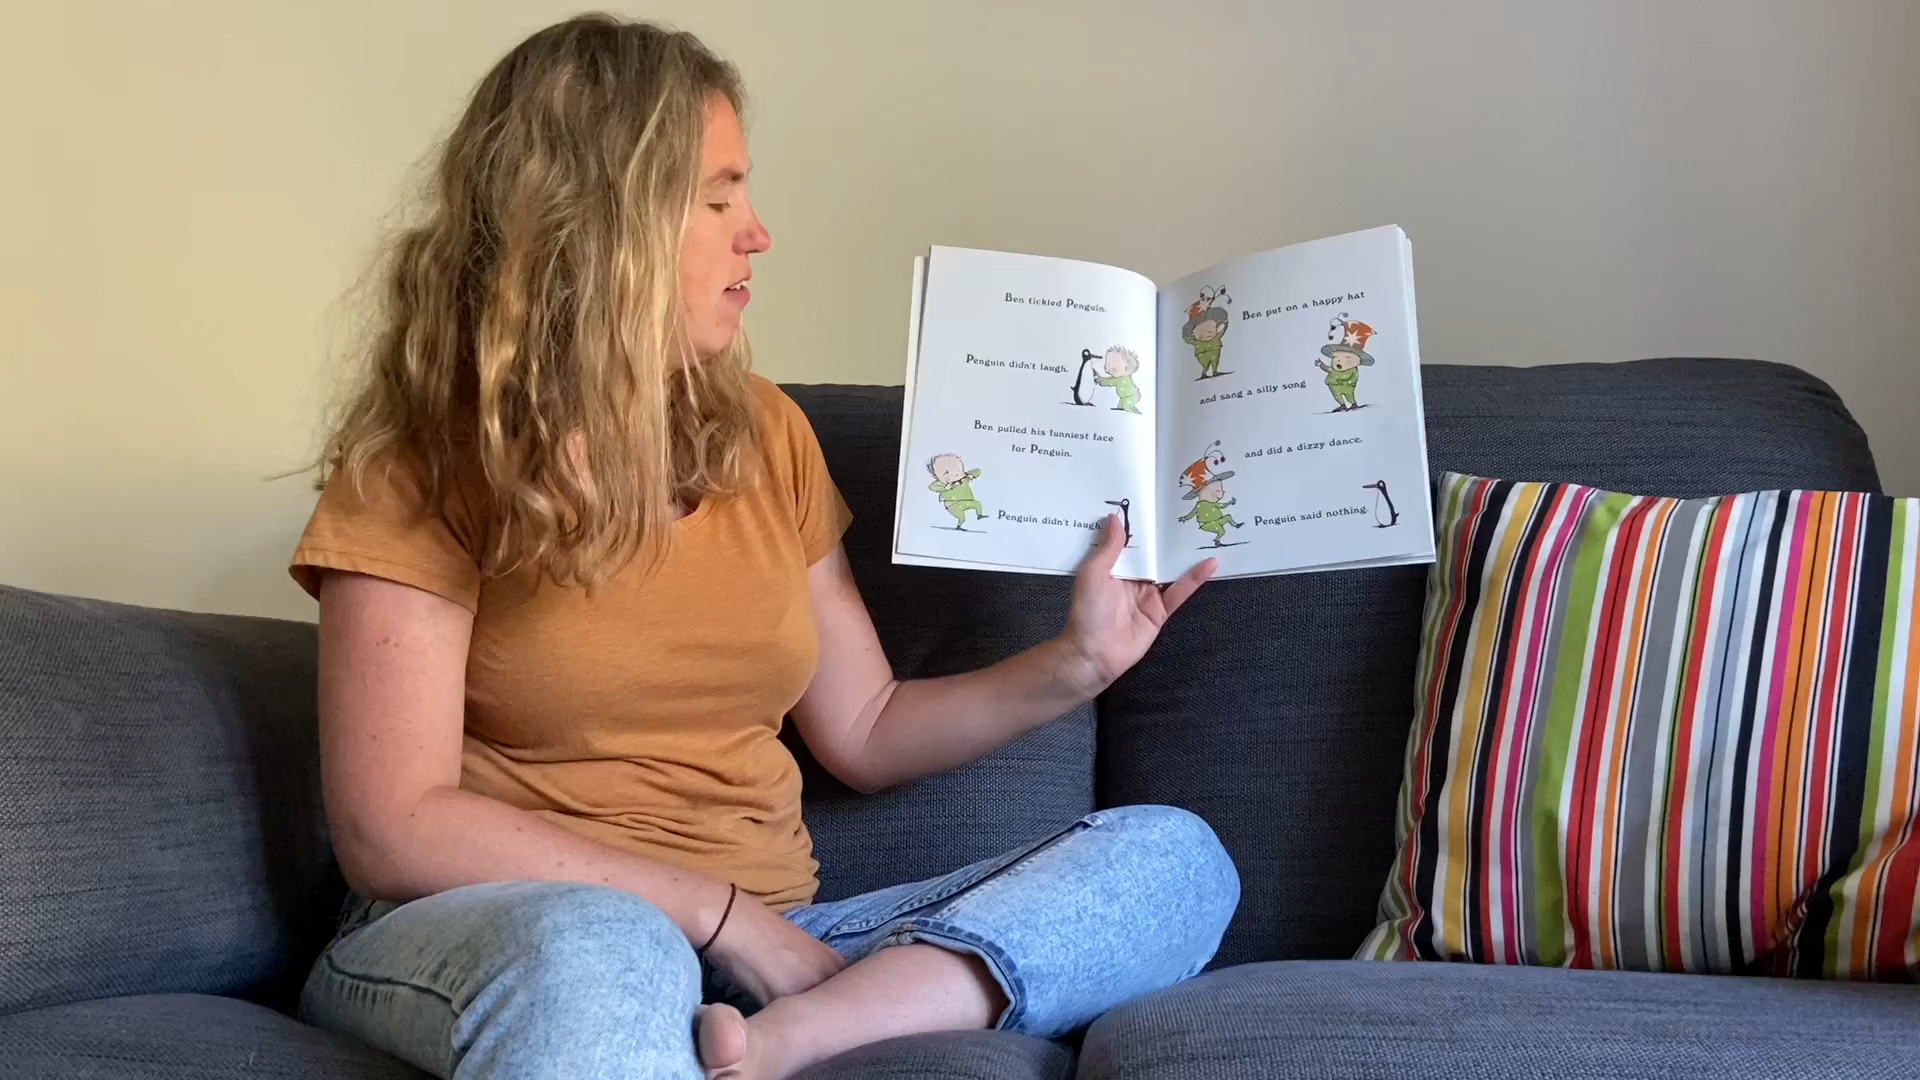 Ben tickled Penguin.
Penguin didn't laugh.
Ben pulled his funniest face
for Penguin.
Penguin didn't laugh.
Ben put on a happy hat
and sang a silly song
and did a dizzy dance.
Penguin said nothing.